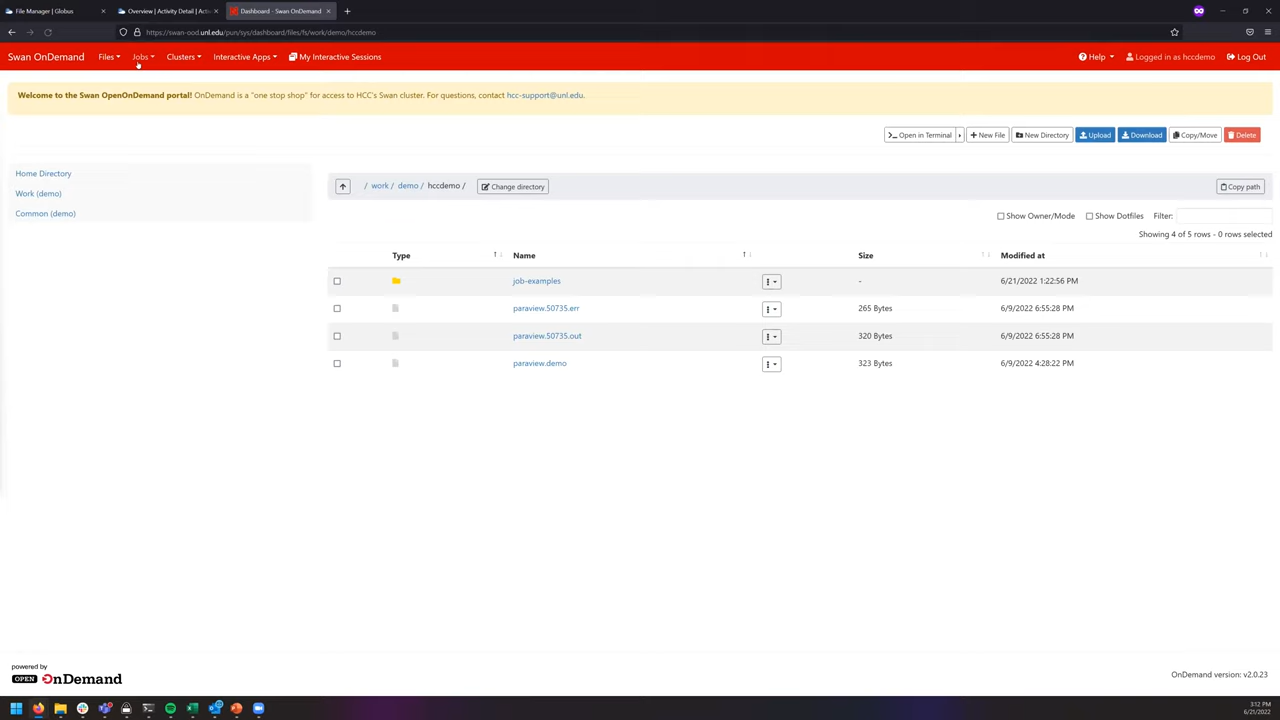 File Manager | Globus
Overview | Activity Detail | Acti
Dashboard - Swan OnDemand
https://swan-ood.unl.edu/pun/sys/dashboard/files/fs/work/demo/hccdemo
Swan OnDemand Files Jobs Clusters Interactive Apps My Interactive Sessions Help Logged in as hccdemo Log Out
Welcome to the Swan OpenOnDemand portal! OnDemand is a "one stop shop" for access to HCC's Swan cluster. For questions, contact hcc-support@unl.edu.
Open in Terminal New File New Directory Upload Download Copy/Move Delete
Home Directory
Work (demo)
Common (demo)
/ work / demo / hccdemo / Change directory Copy path
Show Owner/Mode Show Dotfiles Filter:
Showing 4 of 5 rows - 0 rows selected
Type Name Size Modified at
job-examples - 6/21/2022 1:22:56 PM
paraview.50735.err 265 Bytes 6/9/2022 6:55:28 PM
paraview.50735.out 320 Bytes 6/9/2022 6:55:28 PM
paraview.demo 323 Bytes 6/9/2022 4:28:22 PM
powered by
OPEN OnDemand
OnDemand version: v2.0.23
3:12 PM
6/21/2022